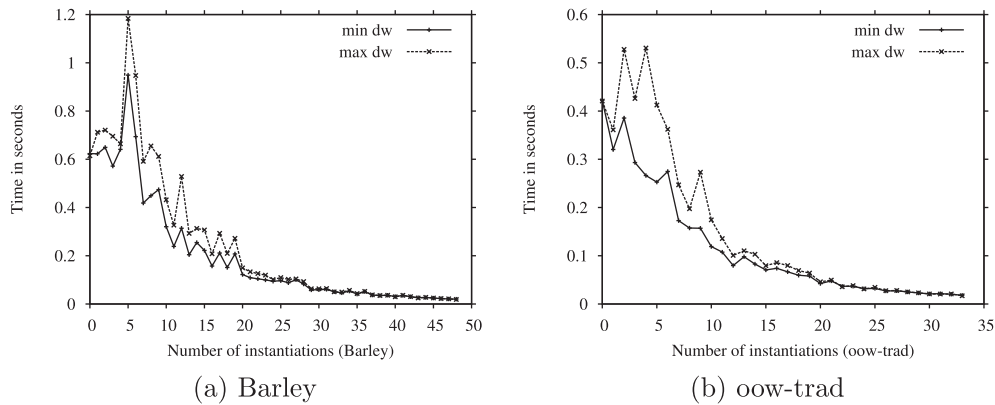 1.2
1
0.8
0.6
0.4
0.2
0
Time in seconds
min dw
max dw
0 5 10 15 20 25 30 35 40 45 50
Number of instantiations (Barley)
(a) Barley
0.6
0.5
0.4
0.3
0.2
0.1
0
Time in seconds
min dw
max dw
0 5 10 15 20 25 30 35
Number of instantiations (oow-trad)
(b) oow-trad